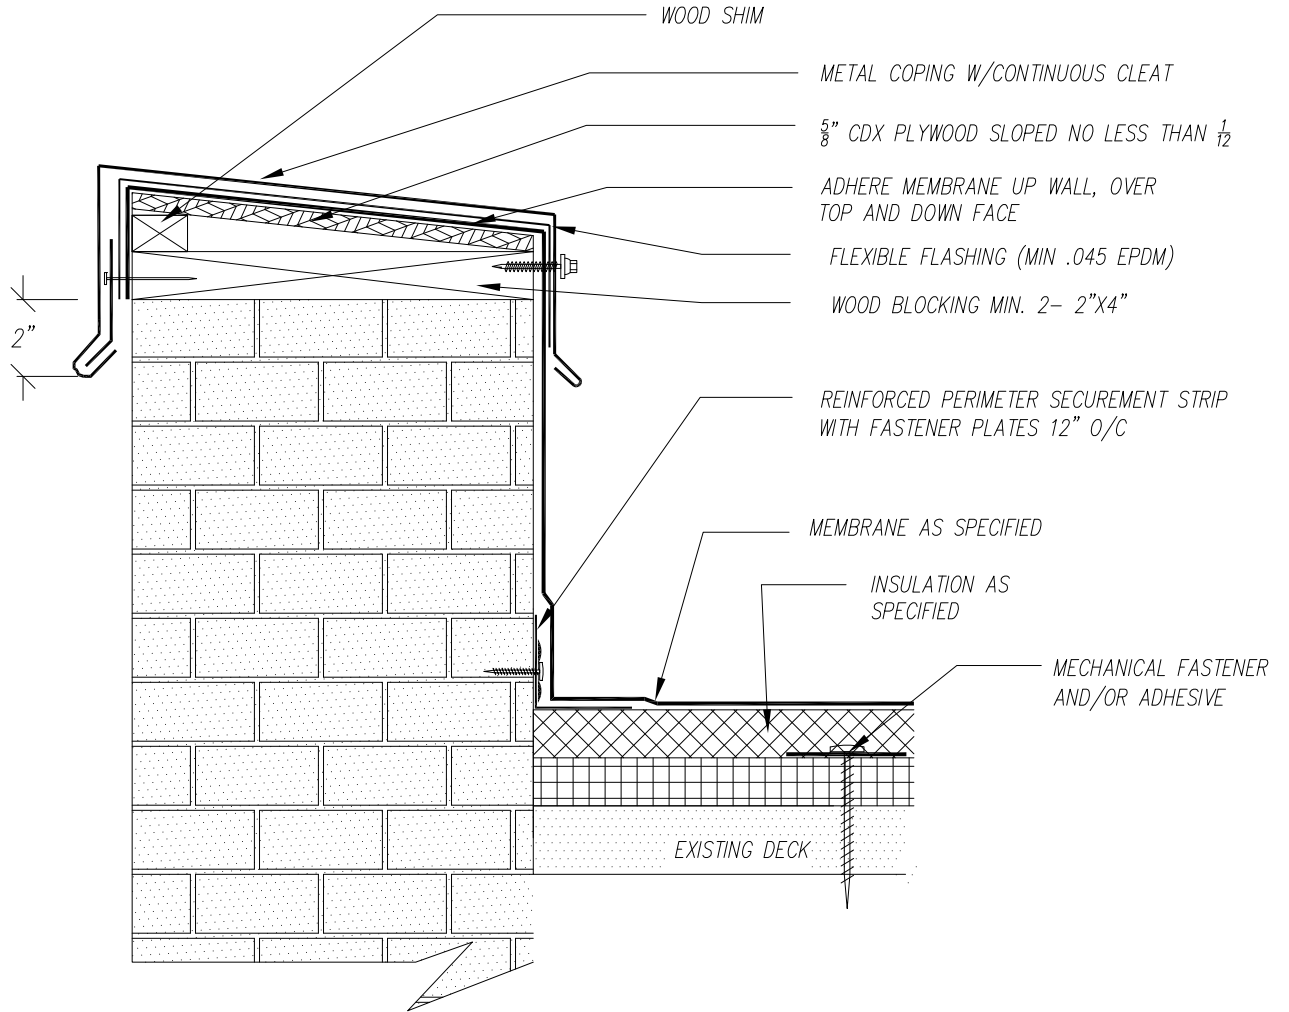 WOOD SHIM
METAL COPING W/CONTINUOUS CLEAT
5/8" CDX PLYWOOD SLOPED NO LESS THAN 1/12
ADHERE MEMBRANE UP WALL, OVER
TOP AND DOWN FACE
FLEXIBLE FLASHING (MIN .045 EPDM)
WOOD BLOCKING MIN. 2- 2"X4"
2"
REINFORCED PERIMETER SECUREMENT STRIP
WITH FASTENER PLATES 12" O/C
MEMBRANE AS SPECIFIED
INSULATION AS
SPECIFIED
MECHANICAL FASTENER
AND/OR ADHESIVE
EXISTING DECK